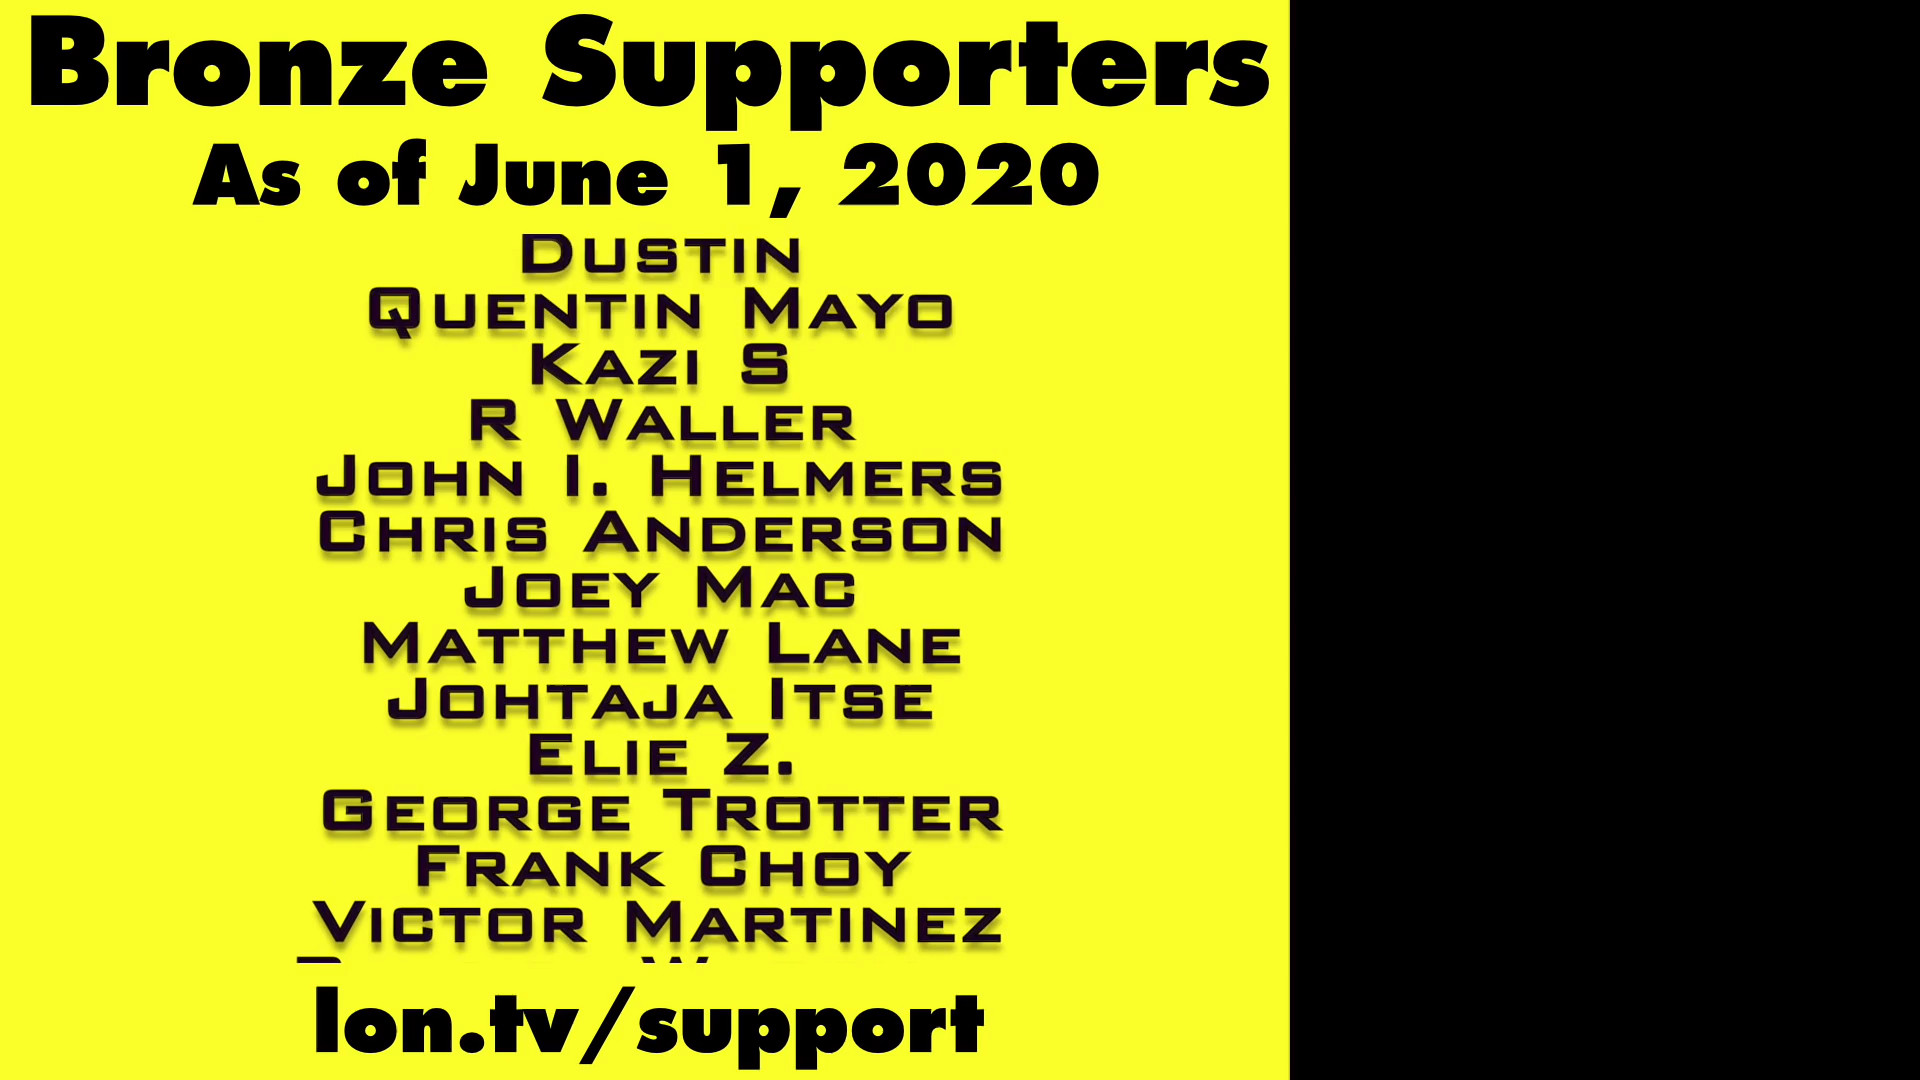 Bronze Supporters
As of June 1, 2020
Dustin
Quentin Mayo
Kazi S
R Waller
John I. Helmers
Chris Anderson
Joey Mac
Matthew Lane
Johtaja Itse
Elie Z.
George Trotter
Frank Choy
Victor Martinez
lon.tv/support